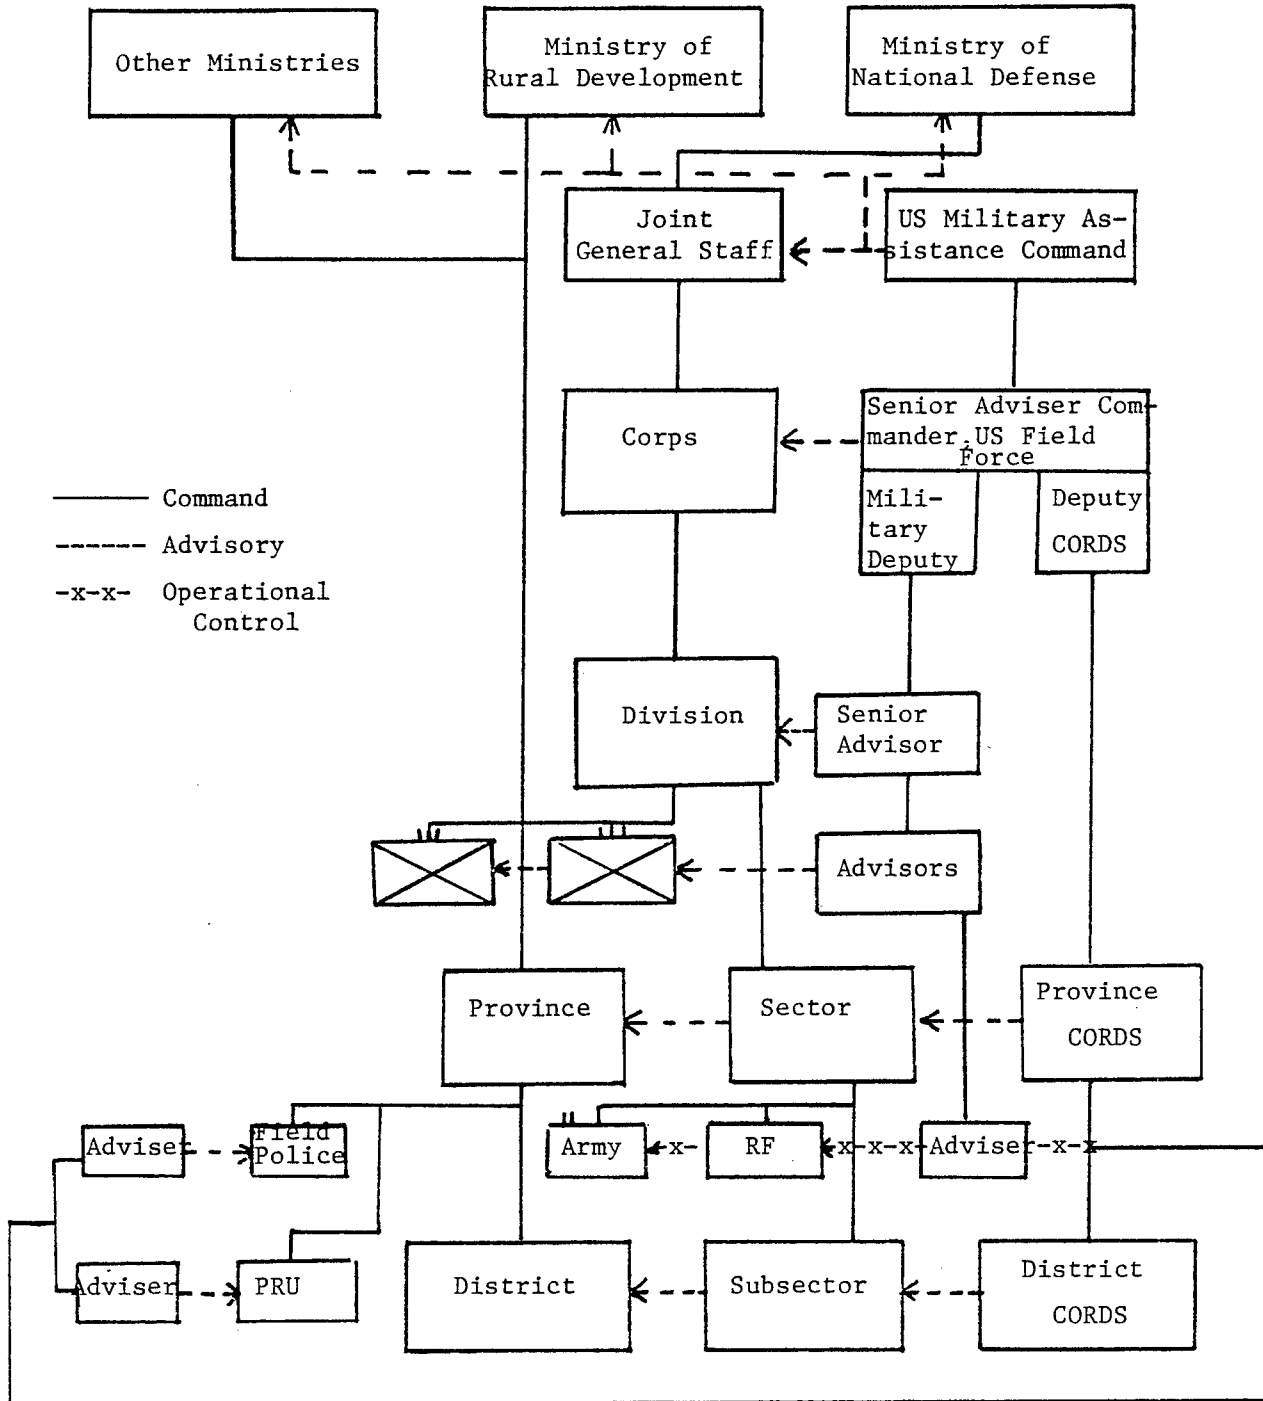 Other Ministries
Ministry of
Rural Development
Ministry of
National Defense
Joint
General Staff
US Military As-
sistance Command
Corps
Senior Adviser Com-
mander US Field
Force
Mili-
tary
Deputy
Deputy
CORDS
Command
Advisory
-x-x- Operational
Control
Division
Senior
Advisor
Advisors
Province
Sector
Province
CORDS
Adviser
Field
Police
Army
x
RF
x x-x
Adviser
x-x
Adviser
PRU
District
Subsector
District
CORDS